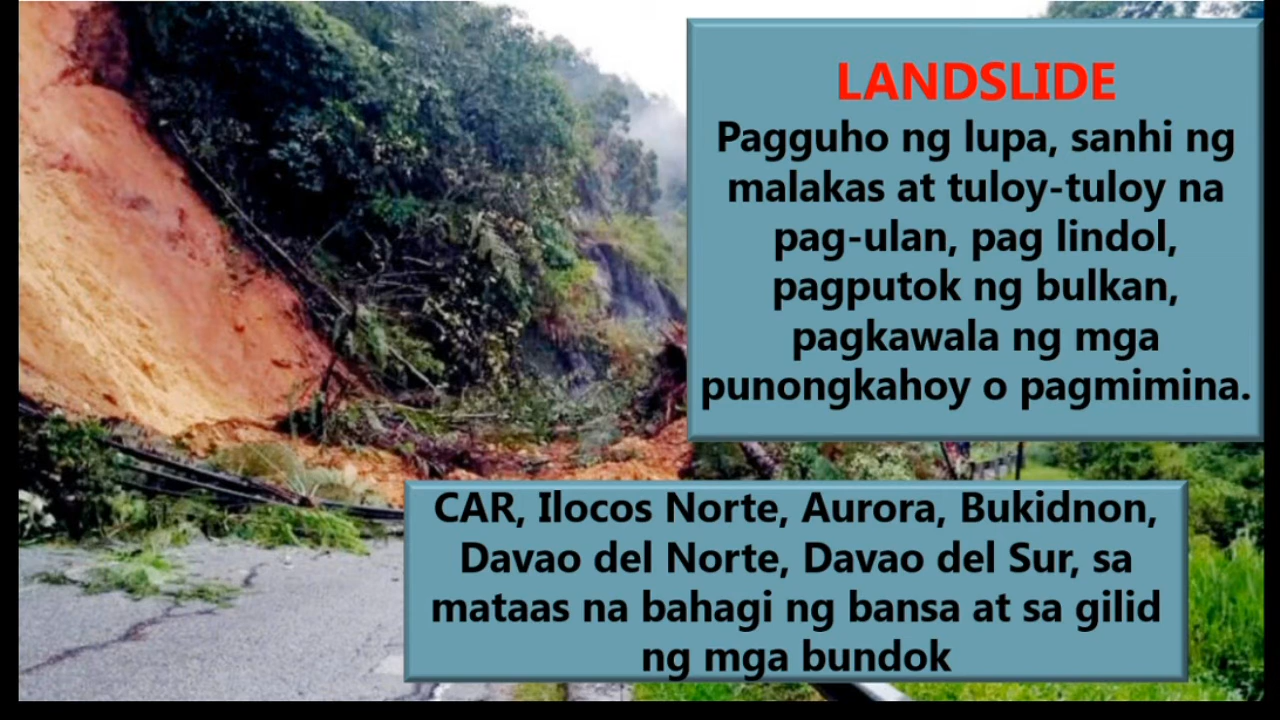 LANDSLIDE
Pagguho ng lupa, sanhi ng
malakas at tuloy-tuloy na
pag-ulan, pag lindol,
pagputok ng bulkan,
pagkawala ng mga
punongkahoy o pagmimina.
CAR, Ilocos Norte, Aurora, Bukidnon,
Davao del Norte, Davao del Sur, sa
mataas na bahagi ng bansa at sa gilid
ng mga bundok